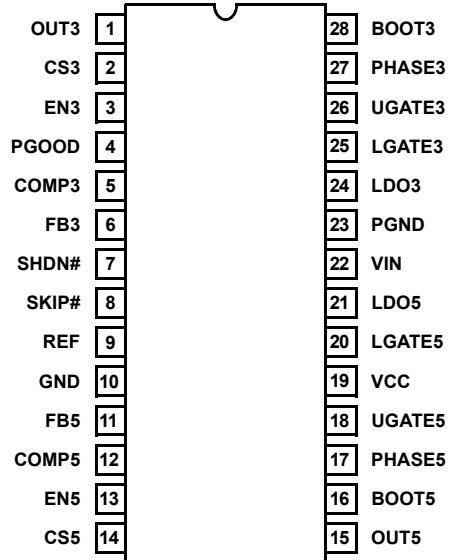 OUT3 1 28 BOOT3
CS3 2 27 PHASE3
EN3 3 26 UGATE3
PGOOD 4 25 LGATE3
COMP3 5 24 LDO3
FB3 6 23 PGND
SHDN# 7 22 VIN
SKIP# 8 21 LDO5
REF 9 20 LGATE5
GND 10 19 VCC
FB5 11 18 UGATE5
COMP5 12 17 PHASE5
EN5 13 16 BOOT5
CS5 14 15 OUT5